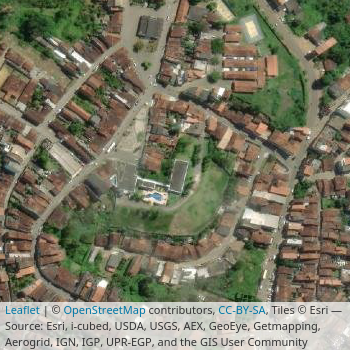 Leaflet | © OpenStreetMap contributors, CC-BY-SA, Tiles © Esri —
Source: Esri, i-cubed, USDA, USGS, AEX, GeoEye, Getmapping,
Aerogrid, IGN, IGP, UPR-EGP, and the GIS User Community